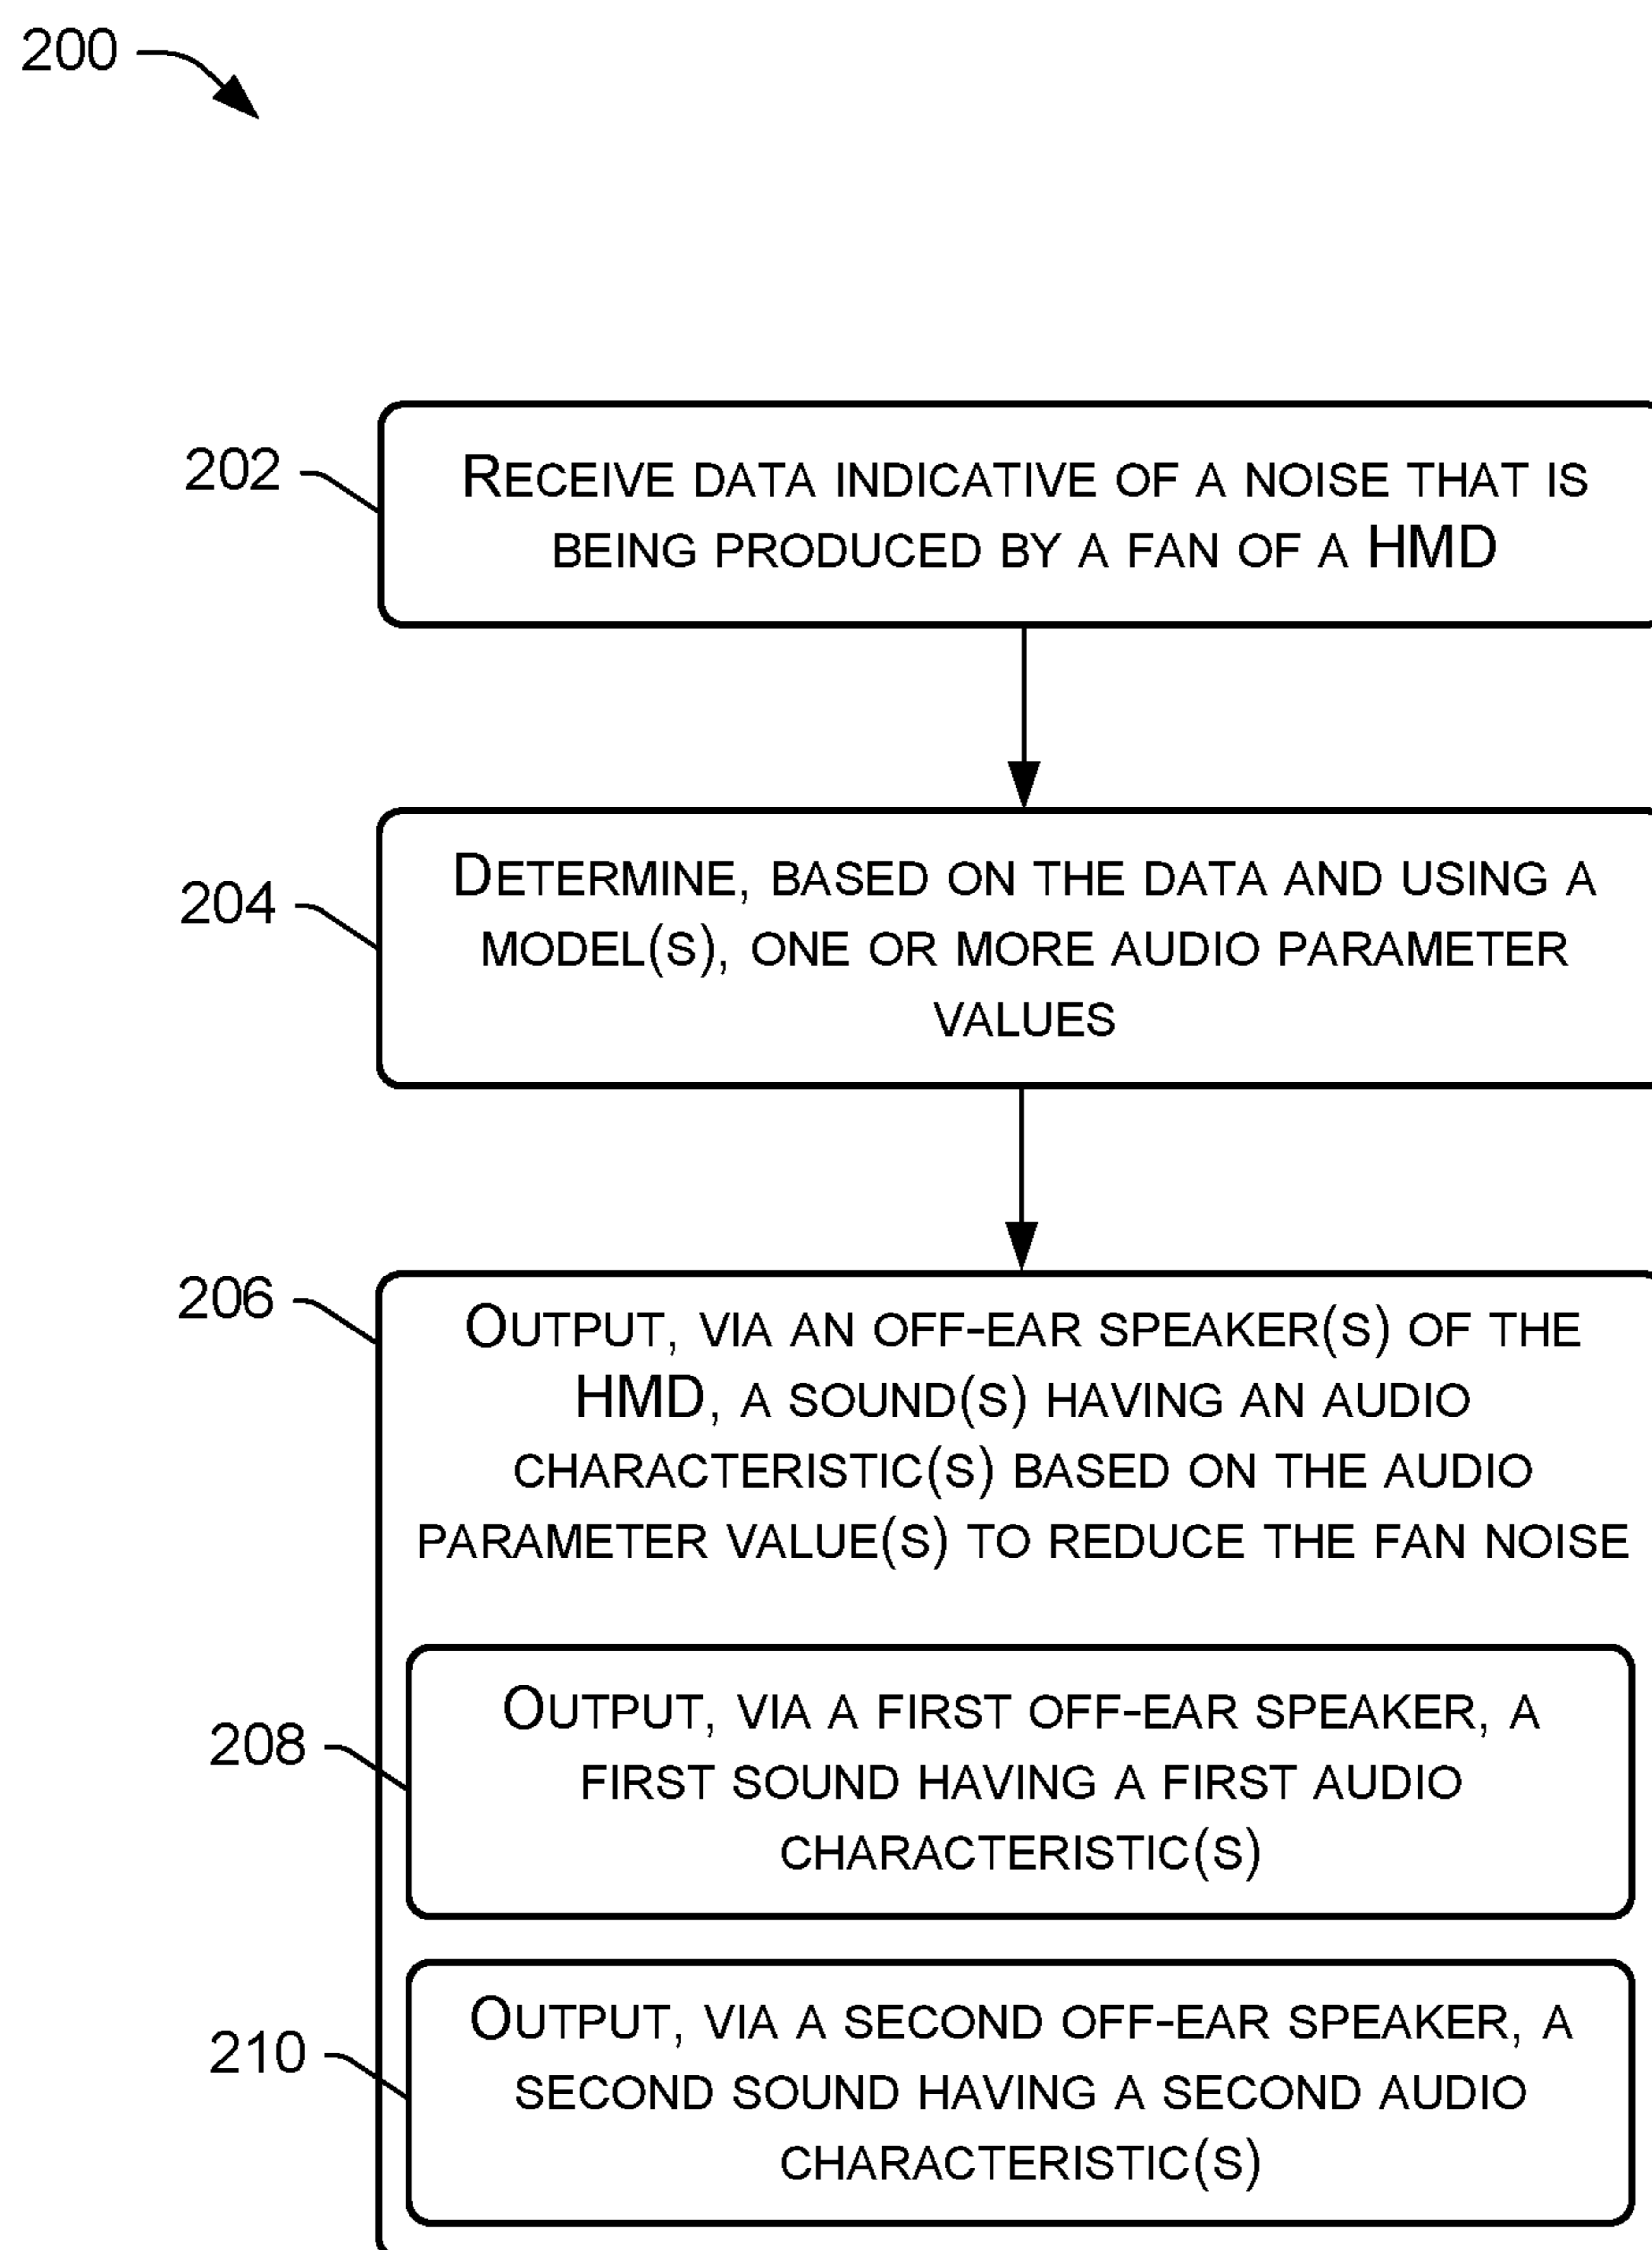 200
202
RECEIVE DATA INDICATIVE OF A NOISE THAT IS
BEING PRODUCED BY A FAN OF A HMD
204
DETERMINE, BASED ON THE DATA AND USING A
MODEL(S), ONE OR MORE AUDIO PARAMETER
VALUES
206
OUTPUT, VIA AN OFF-EAR SPEAKER(S) OF THE
HMD, A SOUND(S) HAVING AN AUDIO
CHARACTERISTIC(S) BASED ON THE AUDIO
PARAMETER VALUE(S) TO REDUCE THE FAN NOISE
208
OUTPUT, VIA A FIRST OFF-EAR SPEAKER, A
FIRST SOUND HAVING A FIRST AUDIO
CHARACTERISTIC(S)
210
OUTPUT, VIA A SECOND OFF-EAR SPEAKER, A
SECOND SOUND HAVING A SECOND AUDIO
CHARACTERISTIC(S)